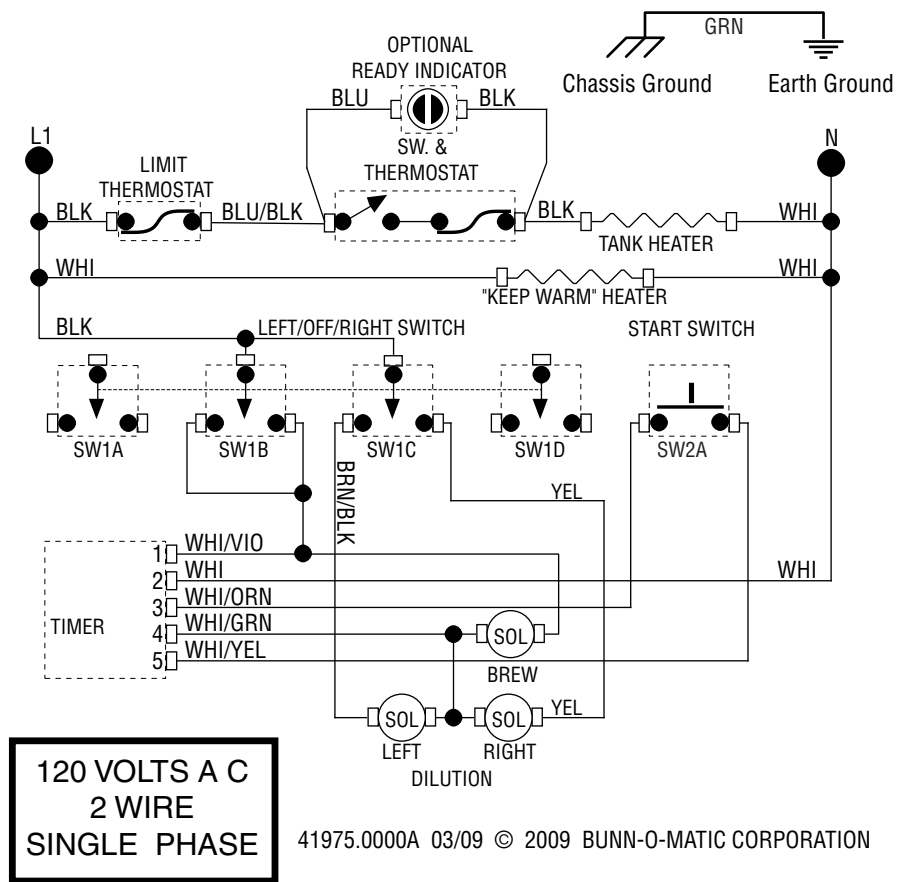 GRN
Chassis Ground
Earth Ground
OPTIONAL
READY INDICATOR
BLU
BLK
SW. &
THERMOSTAT
L1
N
LIMIT
THERMOSTAT
BLK
BLU/BLK
BLK
WHI
TANK HEATER
WHI
WHI
"KEEP WARM" HEATER
BLK
LEFT/OFF/RIGHT SWITCH
START SWITCH
SW1A
SW1B
SW1C
SW1D
SW2A
BRN/BLK
YEL
TIMER
1 WHI/VIO
2 WHI
WHI
3 WHI/ORN
4 WHI/GRN
5 WHI/YEL
SOL
BREW
SOL
LEFT
SOL
RIGHT
YEL
DILUTION
120 VOLTS A C
2 WIRE
SINGLE PHASE
41975.0000A 03/09 © 2009 BUNN-O-MATIC CORPORATION